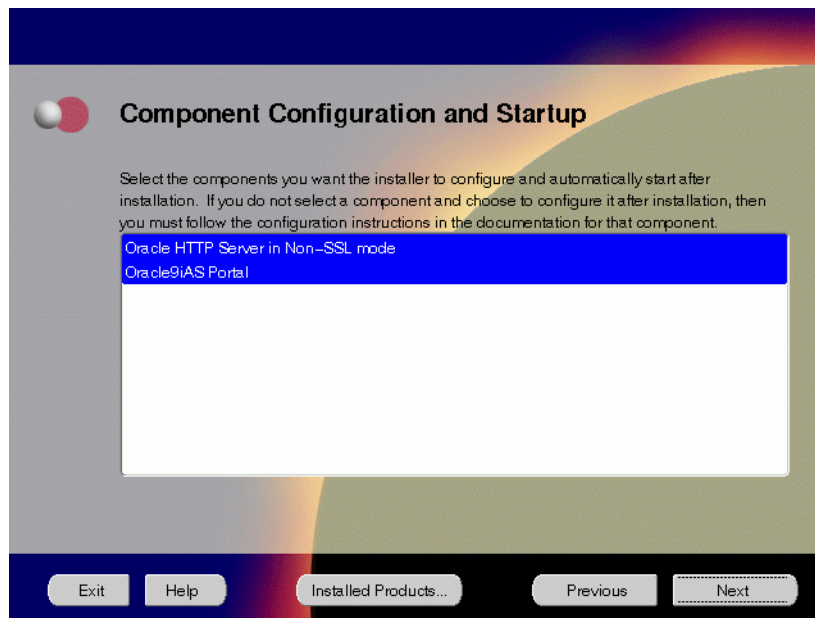 Component Configuration and Startup
Select the components you want the installer to configure and automatically start after
installation. If you do not select a component and choose to configure it after installation, then
you must follow the configuration instructions in the documentation for that component.
Oracle HTTP Server in Non-SSL mode
Oracle9iAS Portal
Exit
Help
Installed Products...
Previous
Next